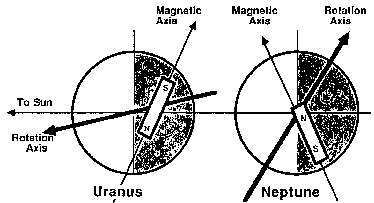 Magnetic
Axis
Magnetic
Axis
Rotation
Axis
To Sun
Rotation
Axis
S
N
N
S
Uranus
Neptune